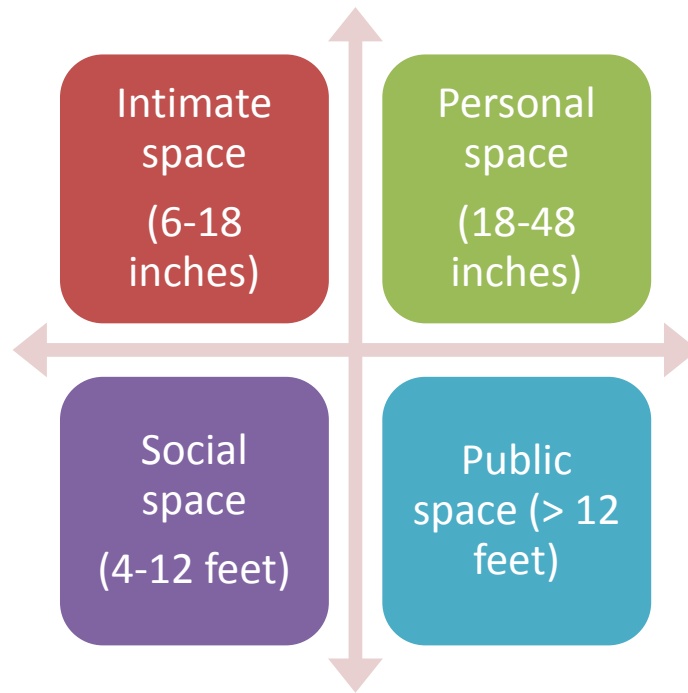 Intimate
space
(6-18
inches)
Personal
space
(18-48
inches)
Social
space
(4-12 feet)
Public
space (> 12
feet)